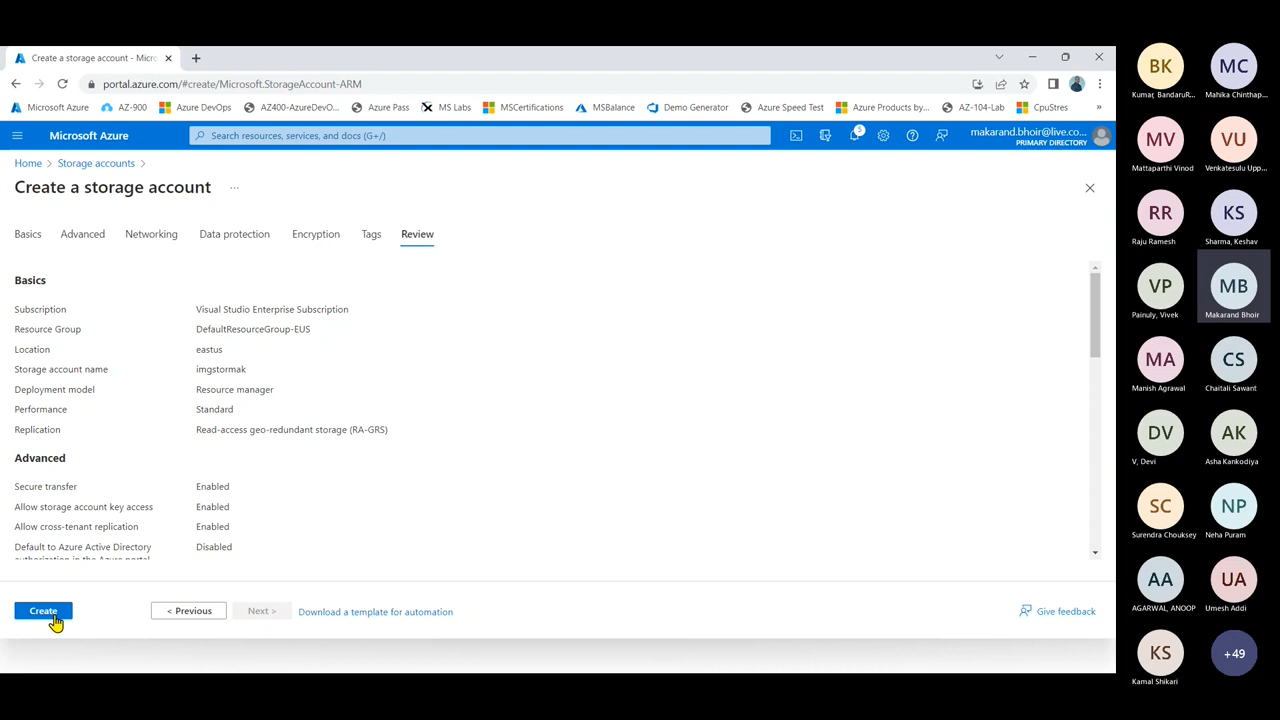 Create a storage account - Micro
portal.azure.com/#create/Microsoft.StorageAccount-ARM
Microsoft Azure AZ-900 Azure DevOps AZ400-AzureDevO... Azure Pass MS Labs MSCertifications MSBalance Demo Generator Azure Speed Test Azure Products by... AZ-104-Lab CpuStres »
Microsoft Azure
Search resources, services, and docs (G+/)
5
makarand.bhoir@live.co...
PRIMARY DIRECTORY
Home > Storage accounts >
Create a storage account ...
Basics Advanced Networking Data protection Encryption Tags Review
Basics
Subscription Visual Studio Enterprise Subscription
Resource Group DefaultResourceGroup-EUS
Location eastus
Storage account name imgstormak
Deployment model Resource manager
Performance Standard
Replication Read-access geo-redundant storage (RA-GRS)
Advanced
Secure transfer Enabled
Allow storage account key access Enabled
Allow cross-tenant replication Enabled
Default to Azure Active Directory Disabled
authorization in the Azure portal
Create < Previous Next > Download a template for automation Give feedback
BK MC
Kumar, BandaruR... Mahika Chinthap...
MV VU
Mattaparthi Vinod Venkatesulu Upp...
RR KS
Raju Ramesh Sharma, Keshav
VP MB
Painuly, Vivek Makarand Bhoir
MA CS
Manish Agrawal Chaitali Sawant
DV AK
V, Devi Asha Kankodiya
SC NP
Surendra Chouksey Neha Puram
AA UA
AGARWAL, ANOOP Umesh Addi
KS +49
Kamal Shikari